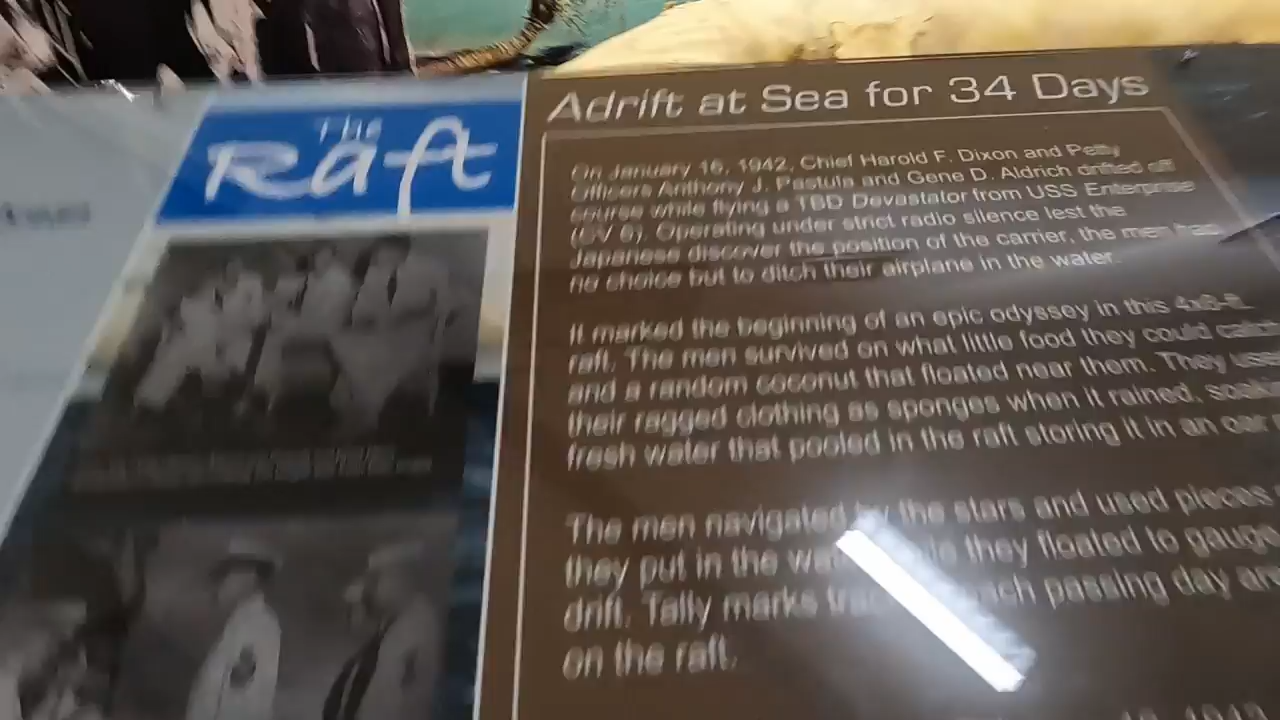 The
Raft
Adrift at Sea for 34 Days
On January 16, 1942, Chief Harold F. Dixon and Petty
Officers Anthony J. Pastula and Gene D. Aldrich drifted off
course while flying a TBD Devastator from USS Enterprise
(CV 6). Operating under strict radio silence lest the
Japanese discover the position of the carrier, the men had
no choice but to ditch their airplane in the water.
It marked the beginning of an epic odyssey in this 4x8-ft.
raft. The men survived on what little food they could catch
and a random coconut that floated near them. They used
their ragged clothing as sponges when it rained,
fresh water that pooled in the raft storing it in an
The men navigated by the stars and used pieces
they put in the they floated to gauge
drift. Tally marks passing day
on the raft.